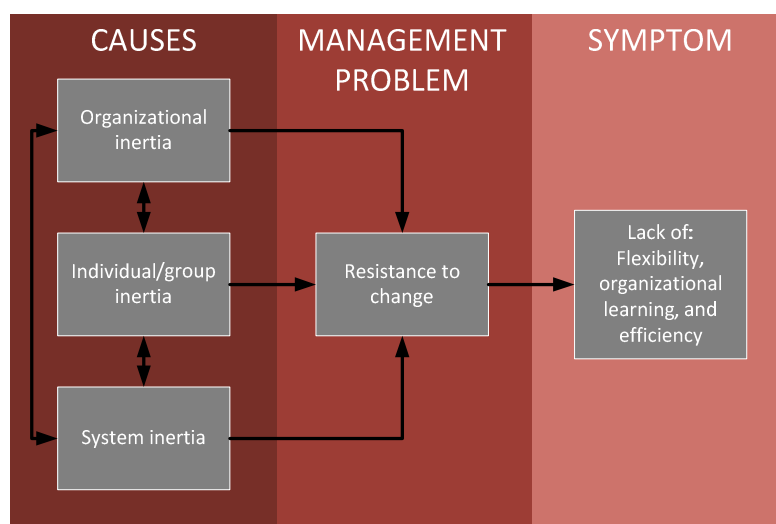 CAUSES
MANAGEMENT
PROBLEM
SYMPTOM
Organizational
inertia
Individual/group
inertia
System inertia
Resistance to
change
Lack of:
Flexibility,
organizational
learning, and
efficiency